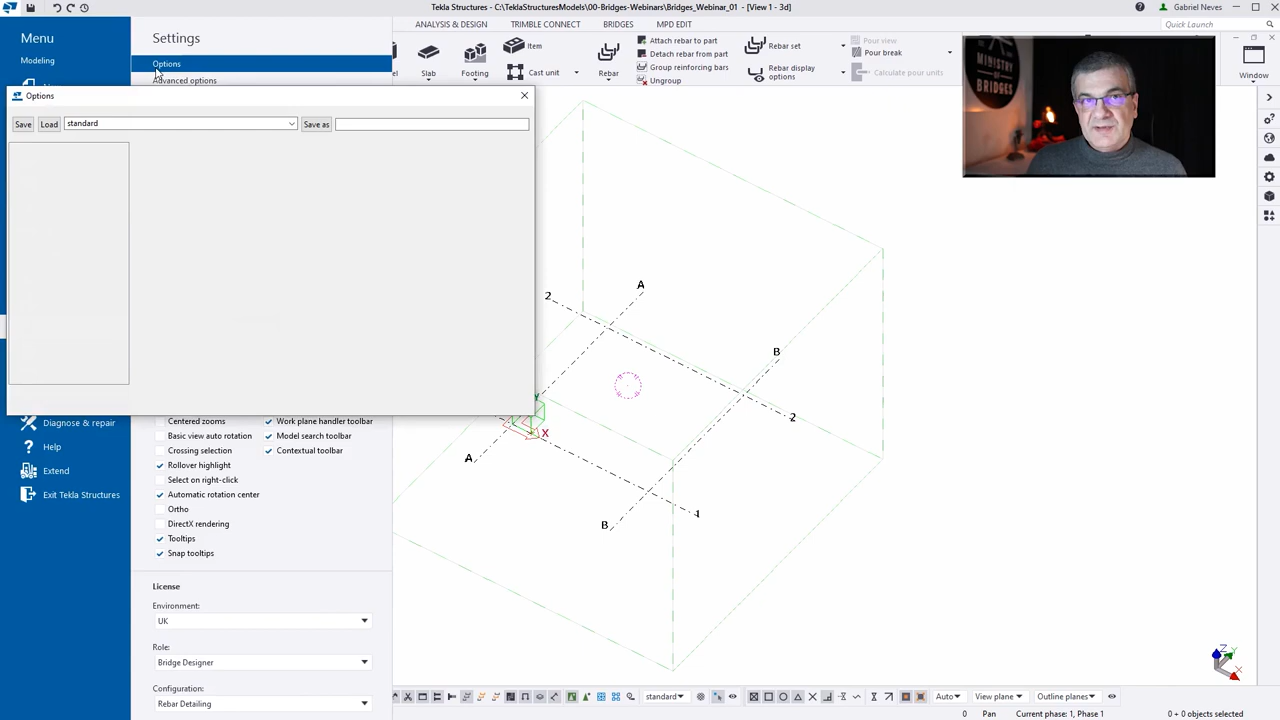 Tekla Structures - C:\TeklaStructuresModels\00-Bridges-Webinars\Bridges_Webinar_01 - [View 1 - 3d]
Gabriel Neves
Menu
Settings
ANALYSIS & DESIGN
TRIMBLE CONNECT
BRIDGES
MPD EDIT
Quick Launch
Modeling
Options
Advanced options
Slab
Footing
Item
Cast unit
Rebar
Attach rebar to part
Detach rebar from part
Group reinforcing bars
Ungroup
Rebar set
Rebar display
options
Pour view
Pour break
Calculate pour units
MINISTRY
OF
BRIDGES
Window
Options
Save
Load
standard
Save as
A
2
B
2
X
A
1
B
Diagnose & repair
Help
Extend
Exit Tekla Structures
Centered zooms
Work plane handler toolbar
Basic view auto rotation
Model search toolbar
Crossing selection
Contextual toolbar
Rollover highlight
Select on right-click
Automatic rotation center
Ortho
DirectX rendering
Tooltips
Snap tooltips
License
Environment:
UK
Role:
Bridge Designer
Configuration:
Rebar Detailing
Z
X
standard
Auto
View plane
Outline planes
0
Pan
Current phase: 1, Phase 1
0 + 0 objects selected